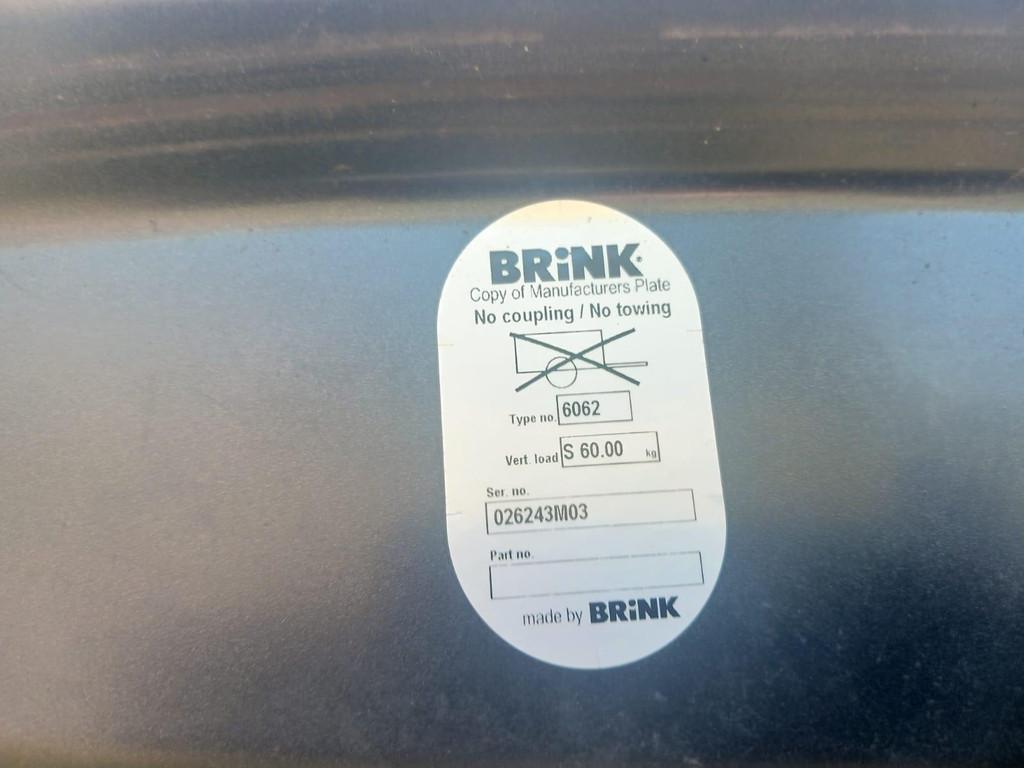 BRiNK
Copy of Manufacturers Plate
No coupling / No towing
Type no. 6062
Vert. load S 60.00 kg
Ser. no.
026243M03
Part no.
made by BRiNK